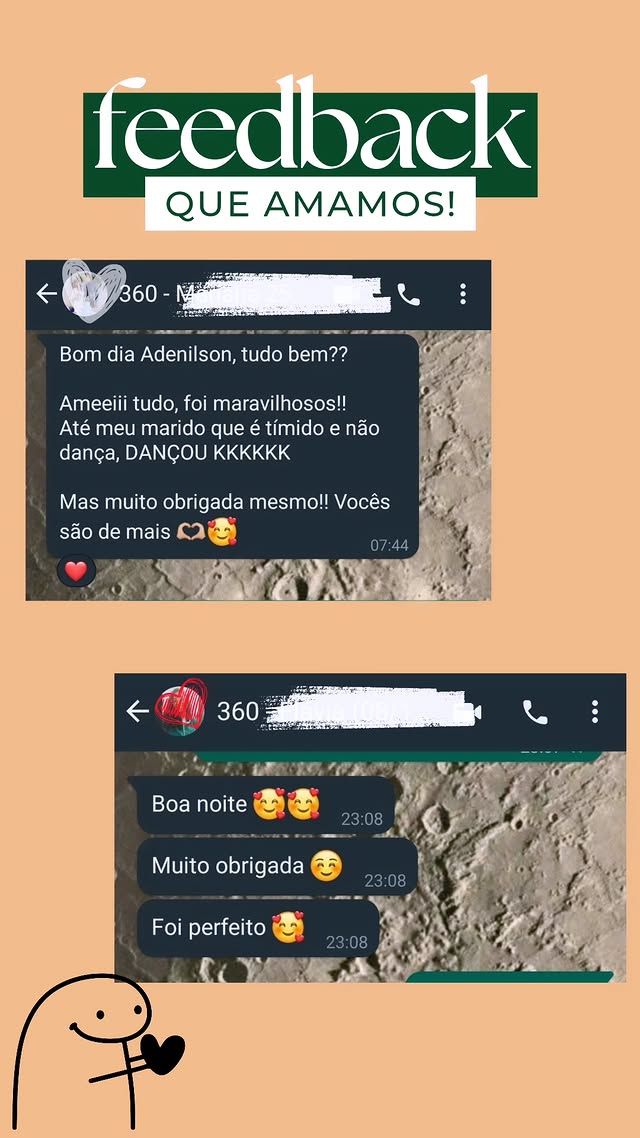 feedback
QUE AMAMOS!
360 -
Bom dia Adenilson, tudo bem??
Ameeiii tudo, foi maravilhosos!!
Até meu marido que é tímido e não
dança, DANÇOU KKKKKK
Mas muito obrigada mesmo!! Vocês
são de mais 🫶🏼🥰
07:44
❤️
360
Boa noite 🥰🥰
23:08
Muito obrigada ☺️
23:08
Foi perfeito 🥰
23:08